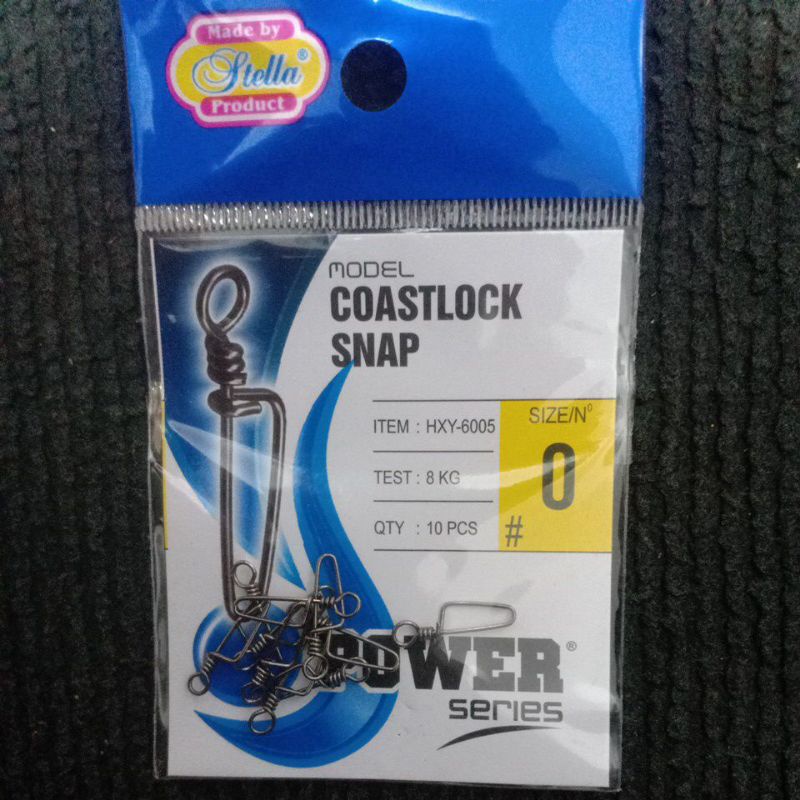 Made by
Stella®
Product
MODEL
COASTLOCK
SNAP
ITEM : HXY-6005
TEST : 8 KG
QTY : 10 PCS
SIZE/Nº
0
#
POWER®
series